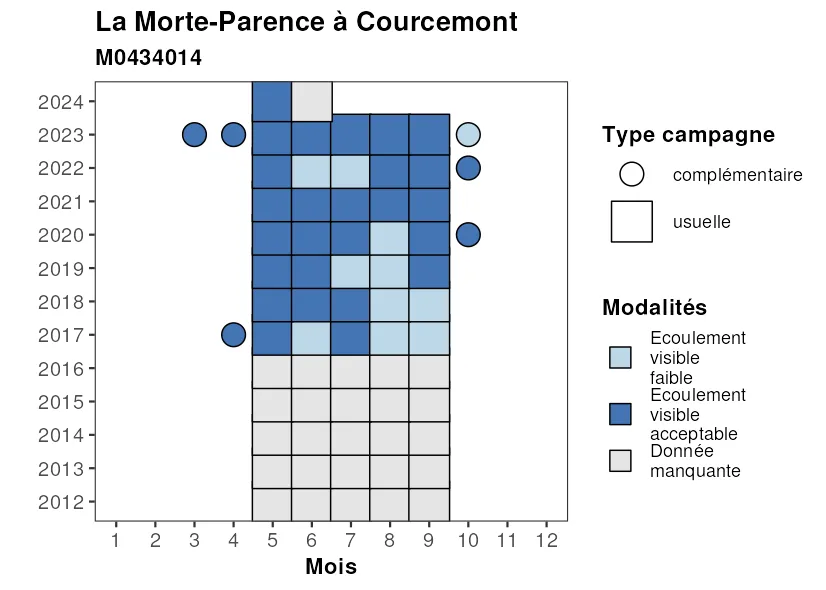 La Morte-Parence à Courcemont
M0434014
2024
2023
2022
2021
2020
2019
2018
2017
2016
2015
2014
2013
2012
1 2 3 4 5 6 7 8 9 10 11 12
Mois
Type campagne
complémentaire
usuelle
Modalités
Ecoulement
visible
faible
Ecoulement
visible
acceptable
Donnée
manquante